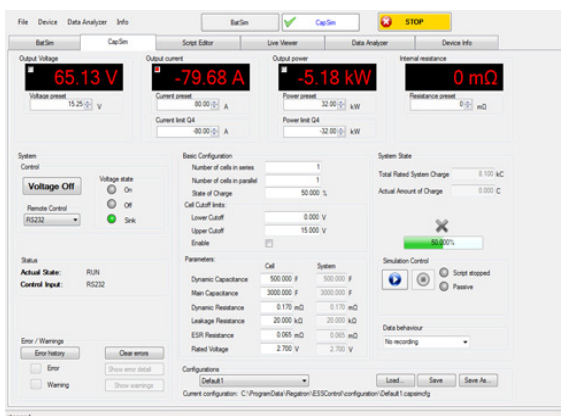 File Device Data Analyzer Info
BatSim CapSim STOP
BatSim CapSim Script Editor Live Viewer Data Analyzer Device Info
Output Voltage Output current Output power Internal resistance
65.13 V -79.68 A -5.18 kW 0 mΩ
Voltage preset Current preset Power preset Resistance preset
15.25 V 80.00 A 32.00 kW 0 mΩ
Current limit Q4 Power limit Q4
-80.00 A -32.00 kW
System Basic Configuration System State
Control Number of cells in series 1
Voltage Off Voltage state Number of cells in parallel 1 Total Rated System Charge 8.100 kC
On State of Charge 50.000 % Actual Amount of Charge 0.000 C
Remote Control Off Cell Cutoff limits:
RS232 Sink Lower Cutoff 0.000 V
Upper Cutoff 15.000 V
Enable 50.000%
Status Parameters: Cell System Simulation Control
Actual State: RUN Dynamic Capacitance 500.000 F 500.000 F Script stopped
Control Input: RS232 Main Capacitance 3000.000 F 3000.000 F Passive
Dynamic Resistance 0.170 mΩ 0.170 mΩ
Leakage Resistance 20.000 kΩ 20.000 kΩ
ESR Resistance 0.065 mΩ 0.065 mΩ Data behaviour
Error / Warnings Rated Voltage 2.700 V 2.700 V No recording
Error history Clear errors
Error Show error detail Configurations
Warning Show warnings Default1 Load... Save Save As...
Current configuration: C:\ProgramData\Regatron\ESSControl\configuration\Default1.capsimcfg